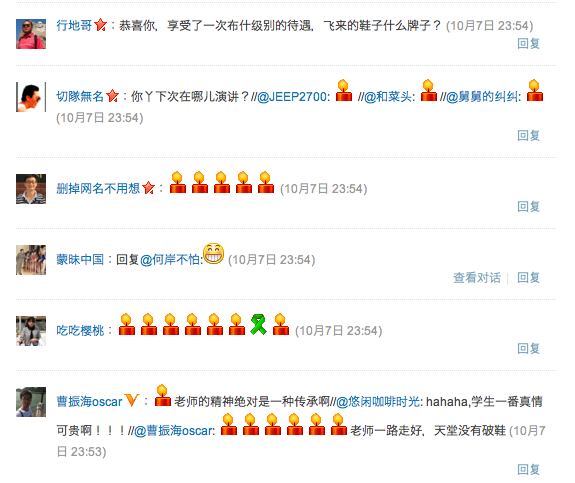 行地哥：恭喜你，享受了一次布什级别的待遇，飞来的鞋子什么牌子？ (10月7日 23:54)
回复
切隊無名：你丫下次在哪儿演讲？//@JEEP2700: //@和菜头: //@舅舅的纠纠:
(10月7日 23:54)
回复
删掉网名不用想： (10月7日 23:54)
回复
蒙昧中国：回复@何岸不怕: (10月7日 23:54)
查看对话 | 回复
吃吃樱桃： (10月7日 23:54)
回复
曹振海oscar： 老师的精神绝对是一种传承啊//@悠闲咖啡时光: hahaha,学生一番真情
可贵啊！！！//@曹振海oscar: 老师一路走好，天堂没有破鞋 (10月7
日 23:53)
回复